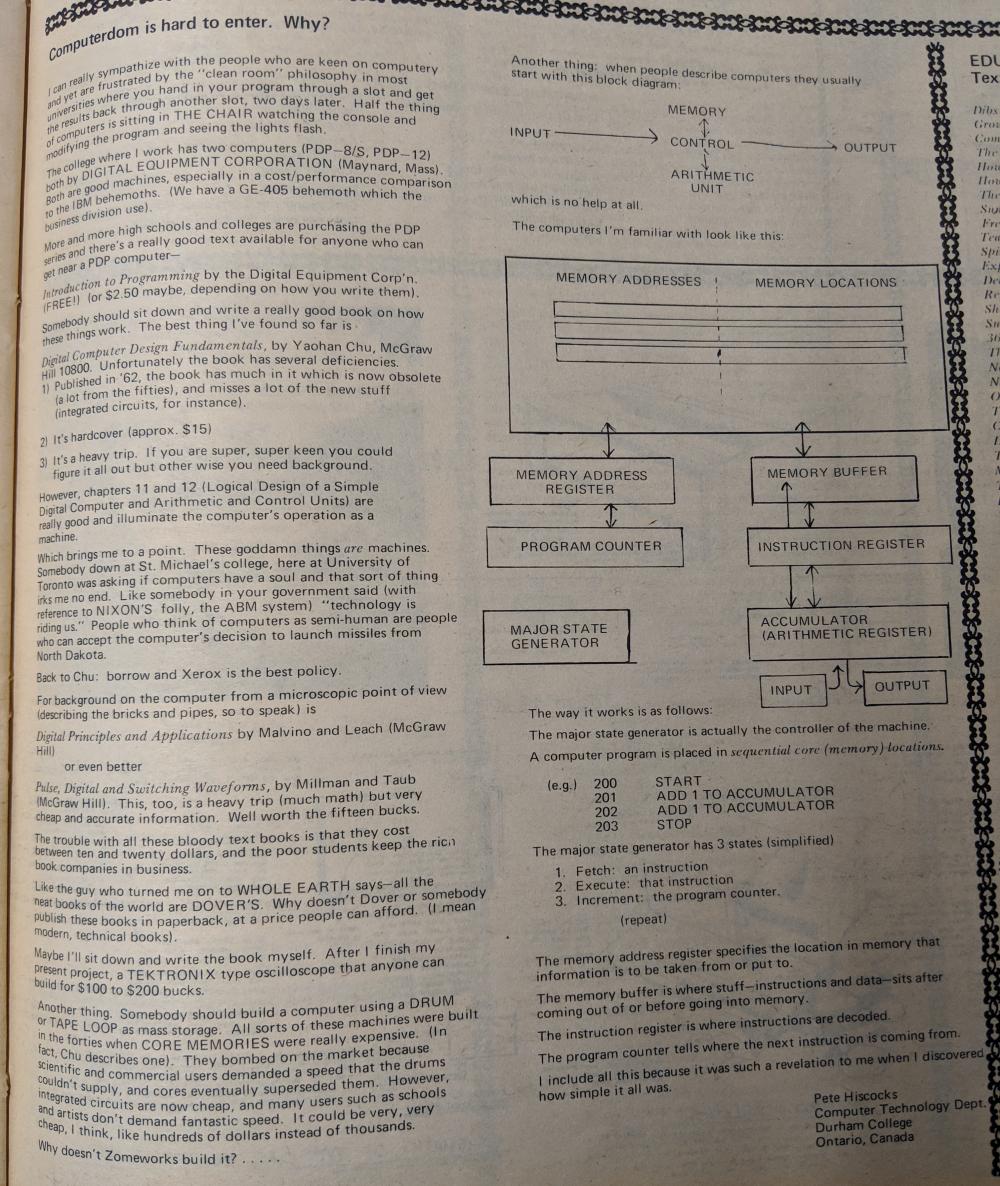 Computerdom is hard to enter. Why?
I can really sympathize with the people who are keen on computery
and yet are frustrated by the "clean room" philosophy in most
universities where you hand in your program through a slot and get
the results back through another slot, two days later. Half the thing
of computers is sitting in THE CHAIR watching the console and
modifying the program and seeing the lights flash.
The college where I work has two computers (PDP-8/S, PDP-12)
both by DIGITAL EQUIPMENT CORPORATION (Maynard, Mass).
Both are good machines, especially in a cost/performance comparison
to the IBM behemoths. (We have a GE-405 behemoth which the
business division use).
More and more high schools and colleges are purchasing the PDP
series and there's a really good text available for anyone who can
get near a PDP computer—
Introduction to Programming by the Digital Equipment Corp'n.
(FREE!) (or $2.50 maybe, depending on how you write them).
Somebody should sit down and write a really good book on how
these things work. The best thing I've found so far is
Digital Computer Design Fundamentals, by Yaohan Chu, McGraw
Hill 10800. Unfortunately the book has several deficiencies.
1) Published in '62, the book has much in it which is now obsolete
(a lot from the fifties), and misses a lot of the new stuff
(integrated circuits, for instance).
2) It's hardcover (approx. $15)
3) It's a heavy trip. If you are super, super keen you could
figure it all out but other wise you need background.
However, chapters 11 and 12 (Logical Design of a Simple
Digital Computer and Arithmetic and Control Units) are
really good and illuminate the computer's operation as a
machine.
Which brings me to a point. These goddamn things are machines.
Somebody down at St. Michael's college, here at University of
Toronto was asking if computers have a soul and that sort of thing
irks me no end. Like somebody in your government said (with
reference to NIXON'S folly, the ABM system) "technology is
riding us." People who think of computers as semi-human are people
who can accept the computer's decision to launch missiles from
North Dakota.
Back to Chu: borrow and Xerox is the best policy.
For background on the computer from a microscopic point of view
(describing the bricks and pipes, so to speak) is
Digital Principles and Applications by Malvino and Leach (McGraw
Hill)
or even better
Pulse, Digital and Switching Waveforms, by Millman and Taub
(McGraw Hill). This, too, is a heavy trip (much math) but very
cheap and accurate information. Well worth the fifteen bucks.
The trouble with all these bloody text books is that they cost
between ten and twenty dollars, and the poor students keep the rich
book companies in business.
Like the guy who turned me on to WHOLE EARTH says—all the
neat books of the world are DOVER'S. Why doesn't Dover or somebody
publish these books in paperback, at a price people can afford. (I mean
modern, technical books).
Maybe I'll sit down and write the book myself. After I finish my
present project, a TEKTRONIX type oscilloscope that anyone can
build for $100 to $200 bucks.
Another thing. Somebody should build a computer using a DRUM
or TAPE LOOP as mass storage. All sorts of these machines were built
in the forties when CORE MEMORIES were really expensive. (In
fact, Chu describes one). They bombed on the market because
scientific and commercial users demanded a speed that the drums
couldn't supply, and cores eventually superseded them. However,
integrated circuits are now cheap, and many users such as schools
and artists don't demand fantastic speed. It could be very, very
cheap, I think, like hundreds of dollars instead of thousands.
Why doesn't Zomeworks build it? . . . . .
Another thing: when people describe computers they usually
start with this block diagram:
MEMORY
INPUT CONTROL OUTPUT
ARITHMETIC
UNIT
which is no help at all.
The computers I'm familiar with look like this:
MEMORY ADDRESSES MEMORY LOCATIONS
MEMORY ADDRESS
REGISTER
MEMORY BUFFER
PROGRAM COUNTER
INSTRUCTION REGISTER
MAJOR STATE
GENERATOR
ACCUMULATOR
(ARITHMETIC REGISTER)
INPUT OUTPUT
The way it works is as follows:
The major state generator is actually the controller of the machine.
A computer program is placed in sequential core (memory) locations.
(e.g.) 200 START
201 ADD 1 TO ACCUMULATOR
202 ADD 1 TO ACCUMULATOR
203 STOP
The major state generator has 3 states (simplified)
1. Fetch: an instruction
2. Execute: that instruction
3. Increment: the program counter.
(repeat)
The memory address register specifies the location in memory that
information is to be taken from or put to.
The memory buffer is where stuff—instructions and data—sits after
coming out of or before going into memory.
The instruction register is where instructions are decoded.
The program counter tells where the next instruction is coming from.
I include all this because it was such a revelation to me when I discovered
how simple it all was.
Pete Hiscocks
Computer Technology Dept.
Durham College
Ontario, Canada
EDU
Tex
Dibs
Grow
Com
The
How
How
The